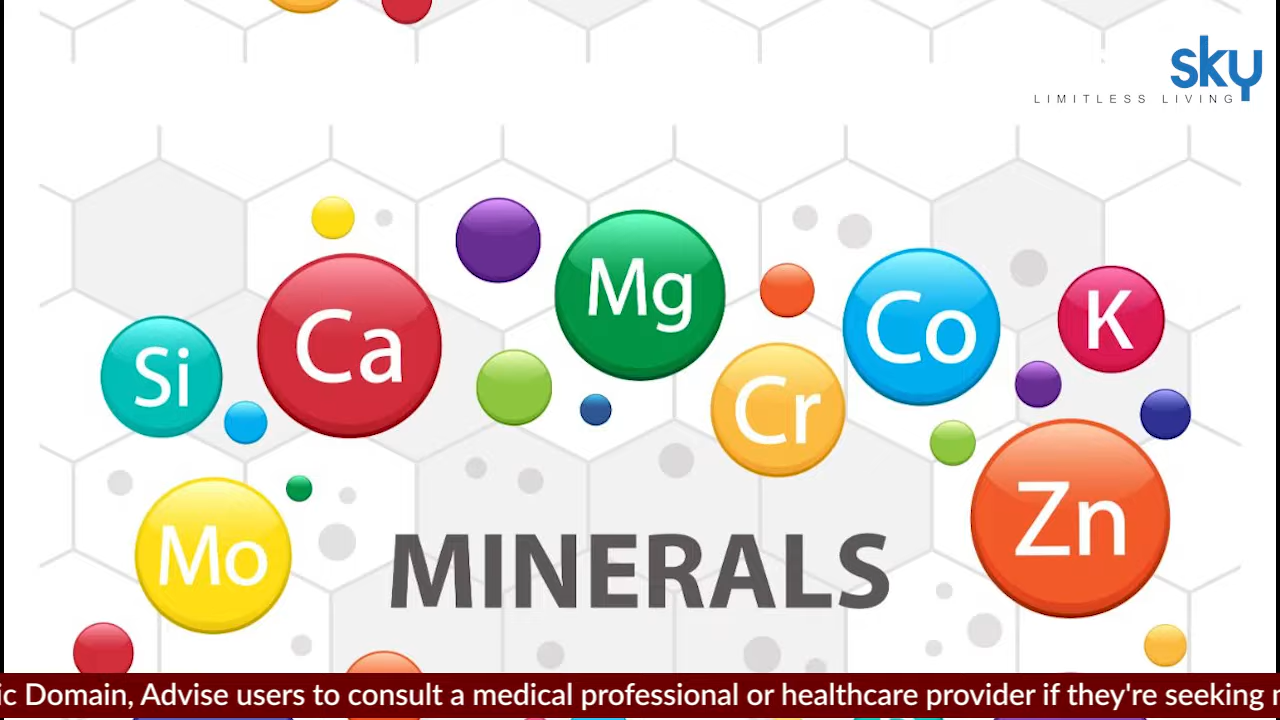 sky
LIMITLESS LIVING
Mg
Co
K
Ca
Si
Cr
Zn
Mo
MINERALS
ic Domain, Advise users to consult a medical professional or healthcare provider if they're seeking